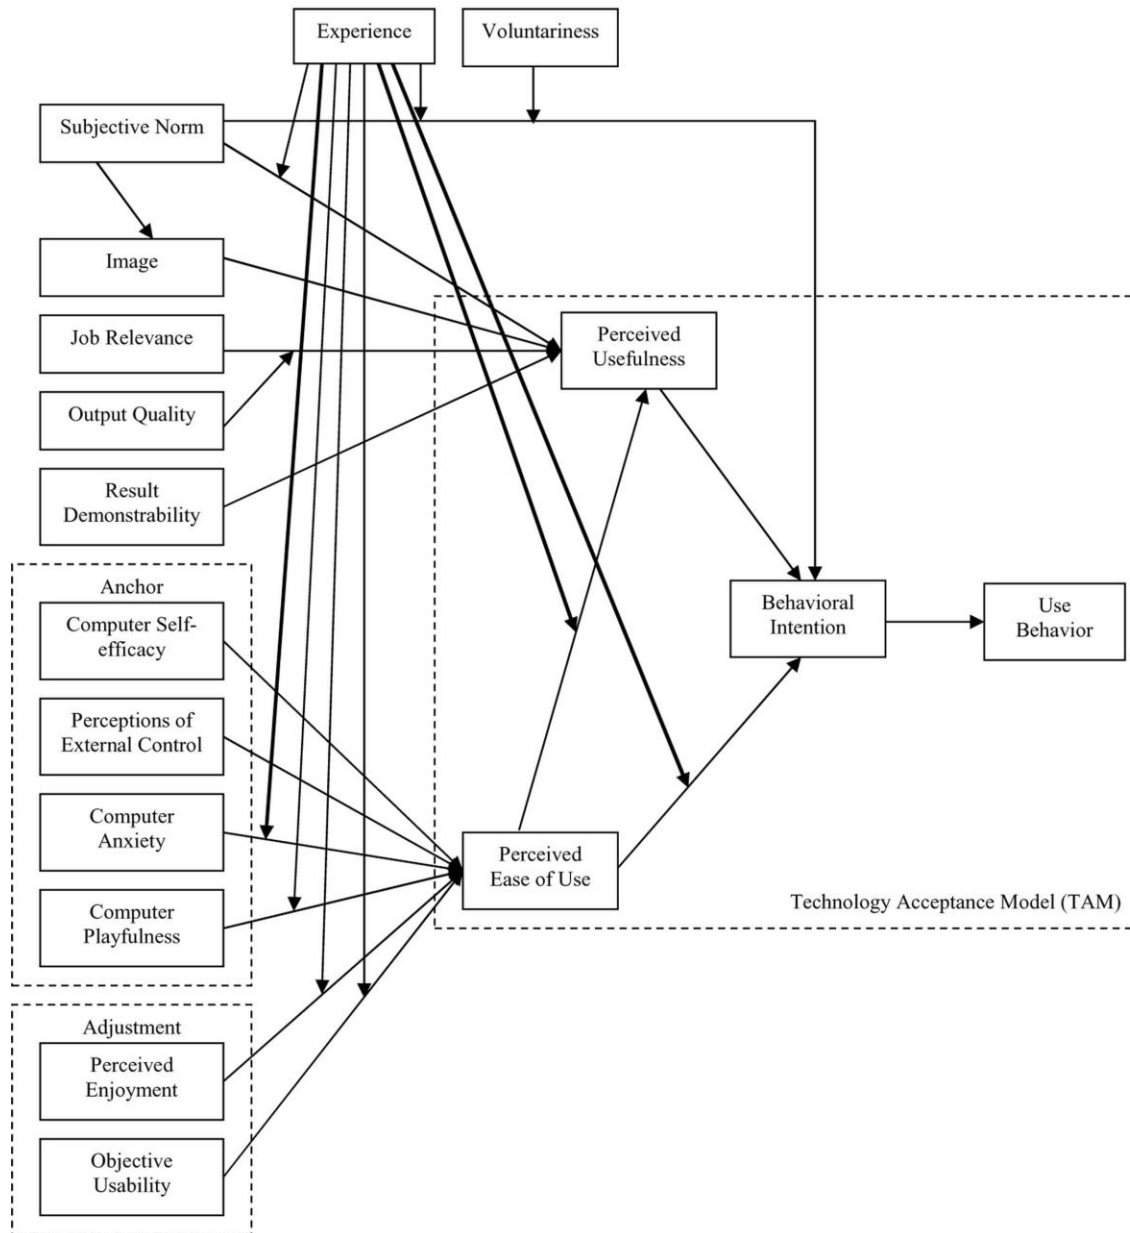 Experience
Voluntariness
Subjective Norm
Image
Job Relevance
Output Quality
Result
Demonstrability
Perceived
Usefulness
Anchor
Computer Self-
efficacy
Perceptions of
External Control
Computer
Anxiety
Computer
Playfulness
Behavioral
Intention
Use
Behavior
Perceived
Ease of Use
Technology Acceptance Model (TAM)
Adjustment
Perceived
Enjoyment
Objective
Usability